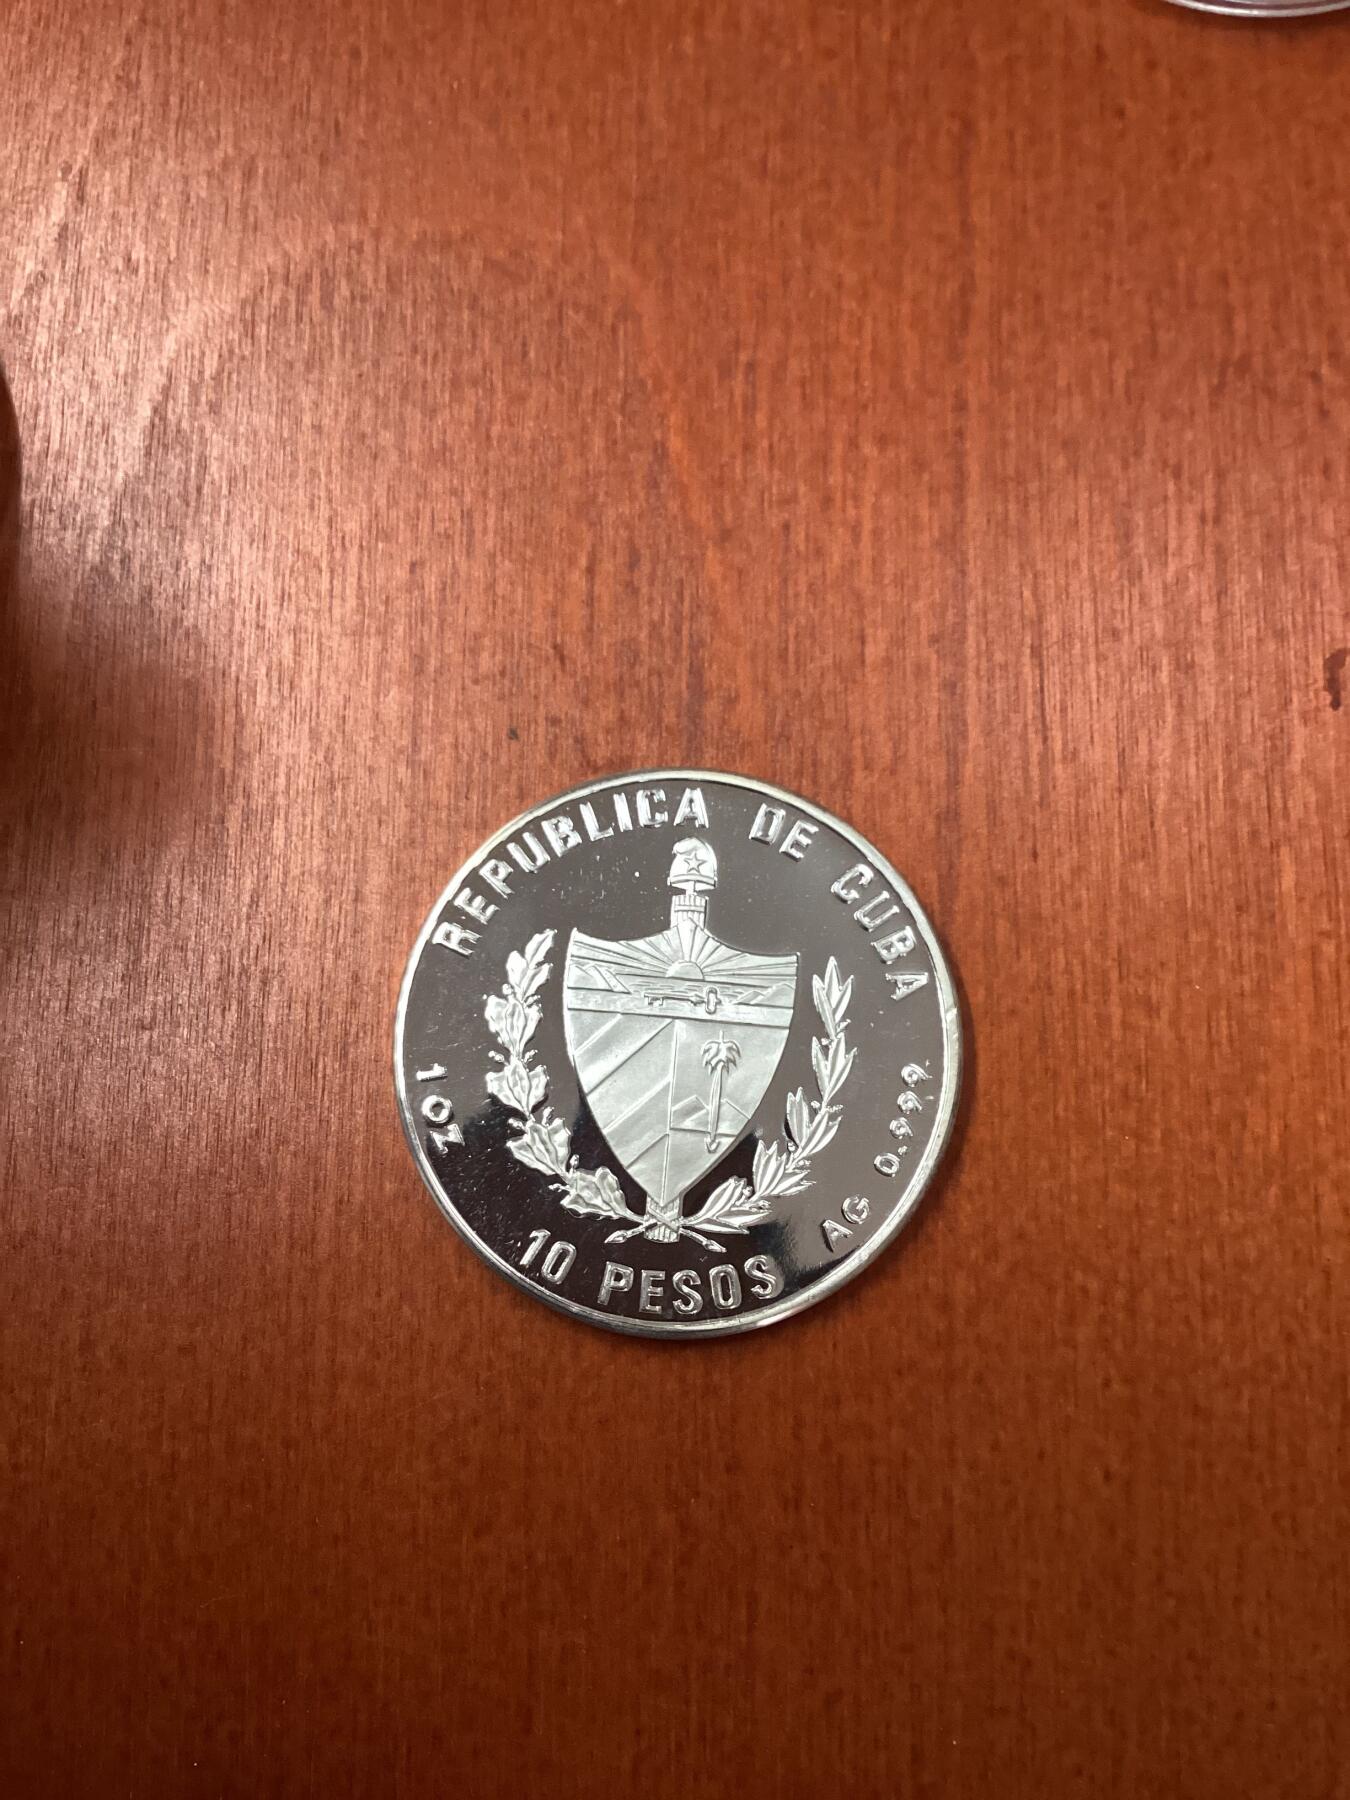 REPUBLICA DE CUBA
1 OZ
AG 0.999
10 PESOS